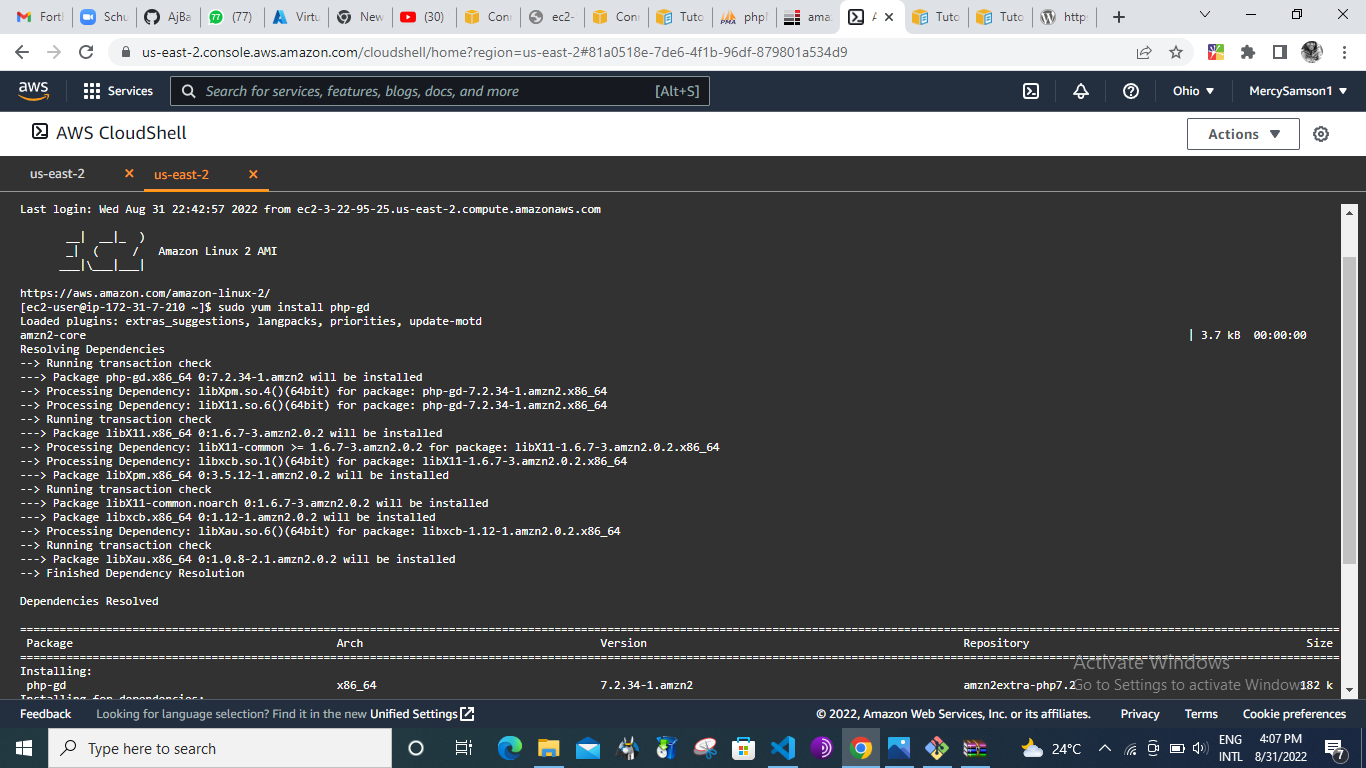 Fortl
Schu
AjBa
77
(77)
Virtu
New
(30)
Conn
ec2-
Conn
Tuto
PMA
phpl
ama
A
Tuto
Tuto
http:
us-east-2.console.aws.amazon.com/cloudshell/home?region=us-east-2#81a0518e-7de6-4f1b-96df-879801a534d9
aws
Services
Search for services, features, blogs, docs, and more
[Alt+S]
Ohio
MercySamson1
AWS CloudShell
Actions
us-east-2
us-east-2
Last login: Wed Aug 31 22:42:57 2022 from ec2-3-22-95-25.us-east-2.compute.amazonaws.com
__|  __|_  )
_|  (     /   Amazon Linux 2 AMI
___|\___|___|
https://aws.amazon.com/amazon-linux-2/
[ec2-user@ip-172-31-7-210 ~]$ sudo yum install php-gd
Loaded plugins: extras_suggestions, langpacks, priorities, update-motd
amzn2-core | 3.7 kB 00:00:00
Resolving Dependencies
--> Running transaction check
---> Package php-gd.x86_64 0:7.2.34-1.amzn2 will be installed
--> Processing Dependency: libXpm.so.4()(64bit) for package: php-gd-7.2.34-1.amzn2.x86_64
--> Processing Dependency: libX11.so.6()(64bit) for package: php-gd-7.2.34-1.amzn2.x86_64
--> Running transaction check
---> Package libX11.x86_64 0:1.6.7-3.amzn2.0.2 will be installed
--> Processing Dependency: libX11-common >= 1.6.7-3.amzn2.0.2 for package: libX11-1.6.7-3.amzn2.0.2.x86_64
--> Processing Dependency: libxcb.so.1()(64bit) for package: libX11-1.6.7-3.amzn2.0.2.x86_64
---> Package libXpm.x86_64 0:3.5.12-1.amzn2.0.2 will be installed
--> Running transaction check
---> Package libX11-common.noarch 0:1.6.7-3.amzn2.0.2 will be installed
---> Package libxcb.x86_64 0:1.12-1.amzn2.0.2 will be installed
--> Processing Dependency: libXau.so.6()(64bit) for package: libxcb-1.12-1.amzn2.0.2.x86_64
--> Running transaction check
---> Package libXau.x86_64 0:1.0.8-2.1.amzn2.0.2 will be installed
--> Finished Dependency Resolution
Dependencies Resolved
Package Arch Version Repository Size
Installing:
php-gd x86_64 7.2.34-1.amzn2 amzn2extra-php7.2 182 k
Installing for dependencies:
Activate Windows
Go to Settings to activate Windows
Feedback
Looking for language selection? Find it in the new Unified Settings
© 2022, Amazon Web Services, Inc. or its affiliates.
Privacy
Terms
Cookie preferences
Type here to search
24°C
ENG
INTL
4:07 PM
8/31/2022
7